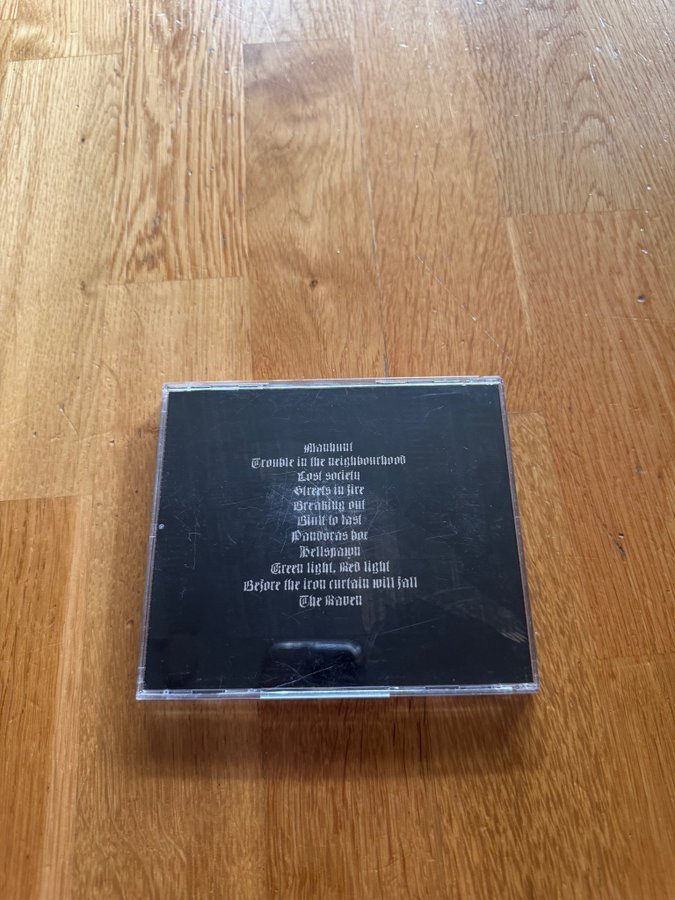 Manhunt
Trouble in the neighbourhood
Lost society
Streets in fire
Breaking out
Built to last
Pandoras box
Hellspawn
Green light, Red light
Before the iron curtain will fall
The Raven